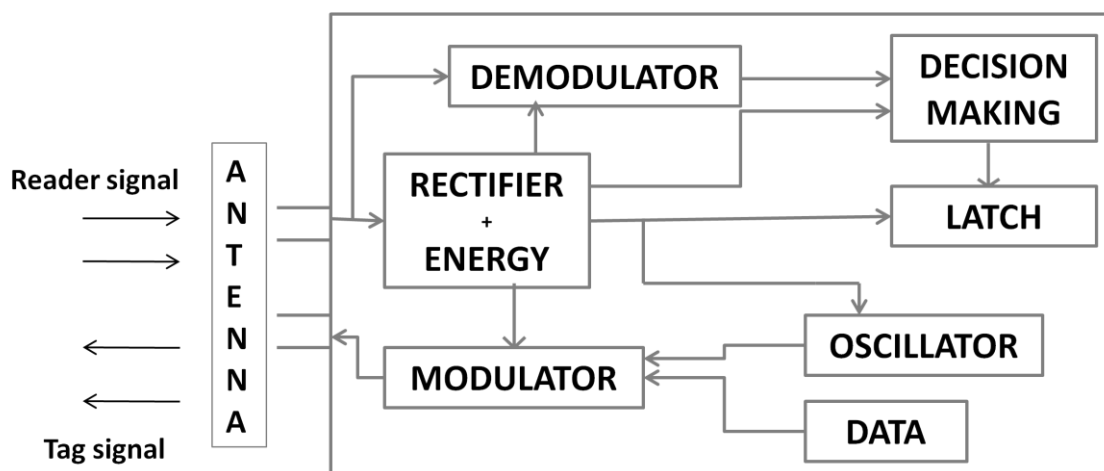 DEMODULATOR
DECISION
MAKING
Reader signal
A
N
T
E
N
N
A
RECTIFIER
+
ENERGY
LATCH
OSCILLATOR
MODULATOR
DATA
Tag signal